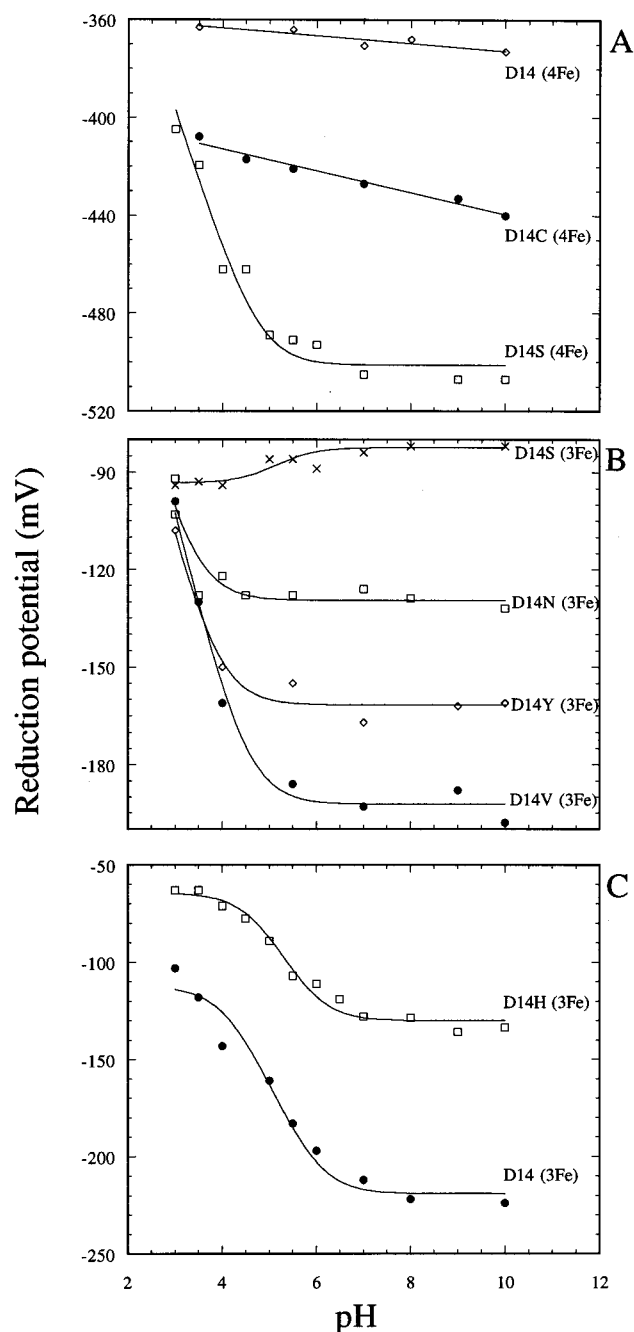 -360
A
D14 (4Fe)
-400
-440
D14C (4Fe)
-480
D14S (4Fe)
-520
B
D14S (3Fe)
-90
-120
D14N (3Fe)
-150
D14Y (3Fe)
-180
D14V (3Fe)
Reduction potential (mV)
-50
C
-100
D14H (3Fe)
-150
-200
D14 (3Fe)
-250
2 4 6 8 10 12
pH